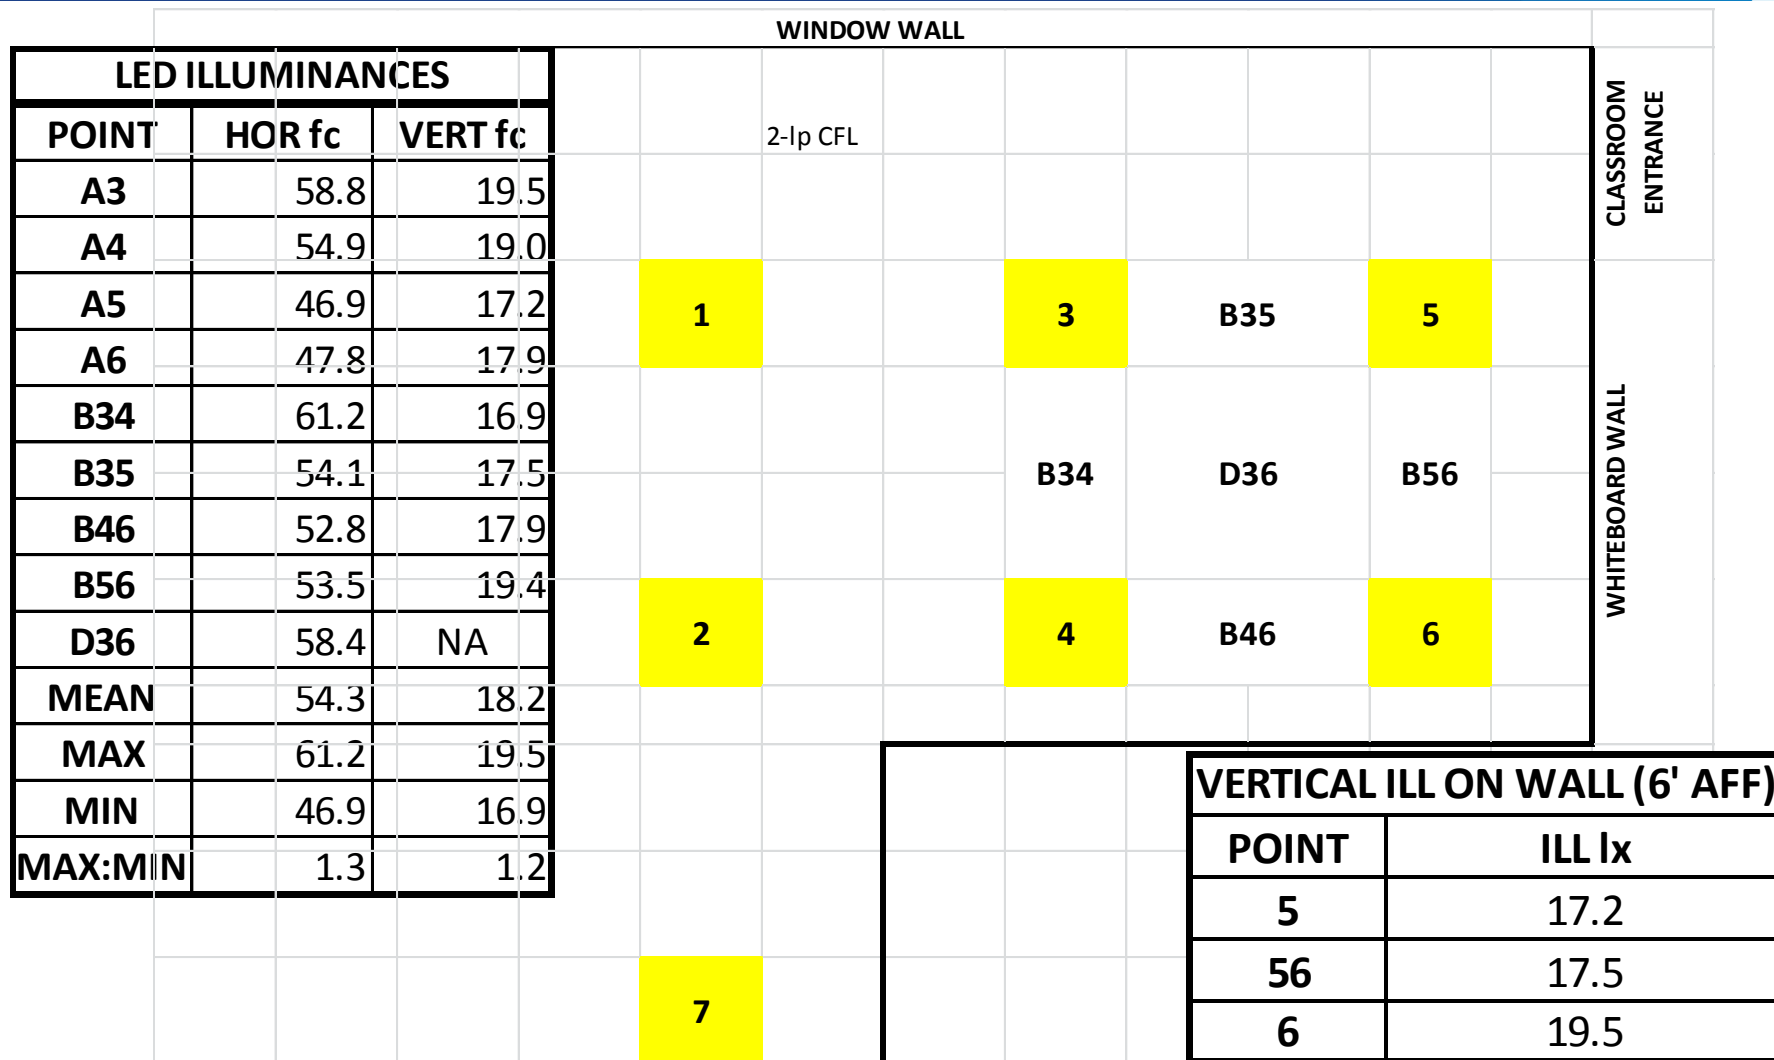 WINDOW WALL
LED ILLUMINANCES
POINT HOR fc VERT fc
A3 58.8 19.5
A4 54.9 19.0
A5 46.9 17.2
A6 47.8 17.9
B34 61.2 16.9
B35 54.1 17.5
B46 52.8 17.9
B56 53.5 19.4
D36 58.4 NA
MEAN 54.3 18.2
MAX 61.2 19.5
MIN 46.9 16.9
MAX:MIN 1.3 1.2
2-lp CFL
CLASSROOM
ENTRANCE
1 3 B35 5
B34 D36 B56
WHITEBOARD WALL
2 4 B46 6
7
VERTICAL ILL ON WALL (6' AFF)
POINT ILL lx
5 17.2
56 17.5
6 19.5